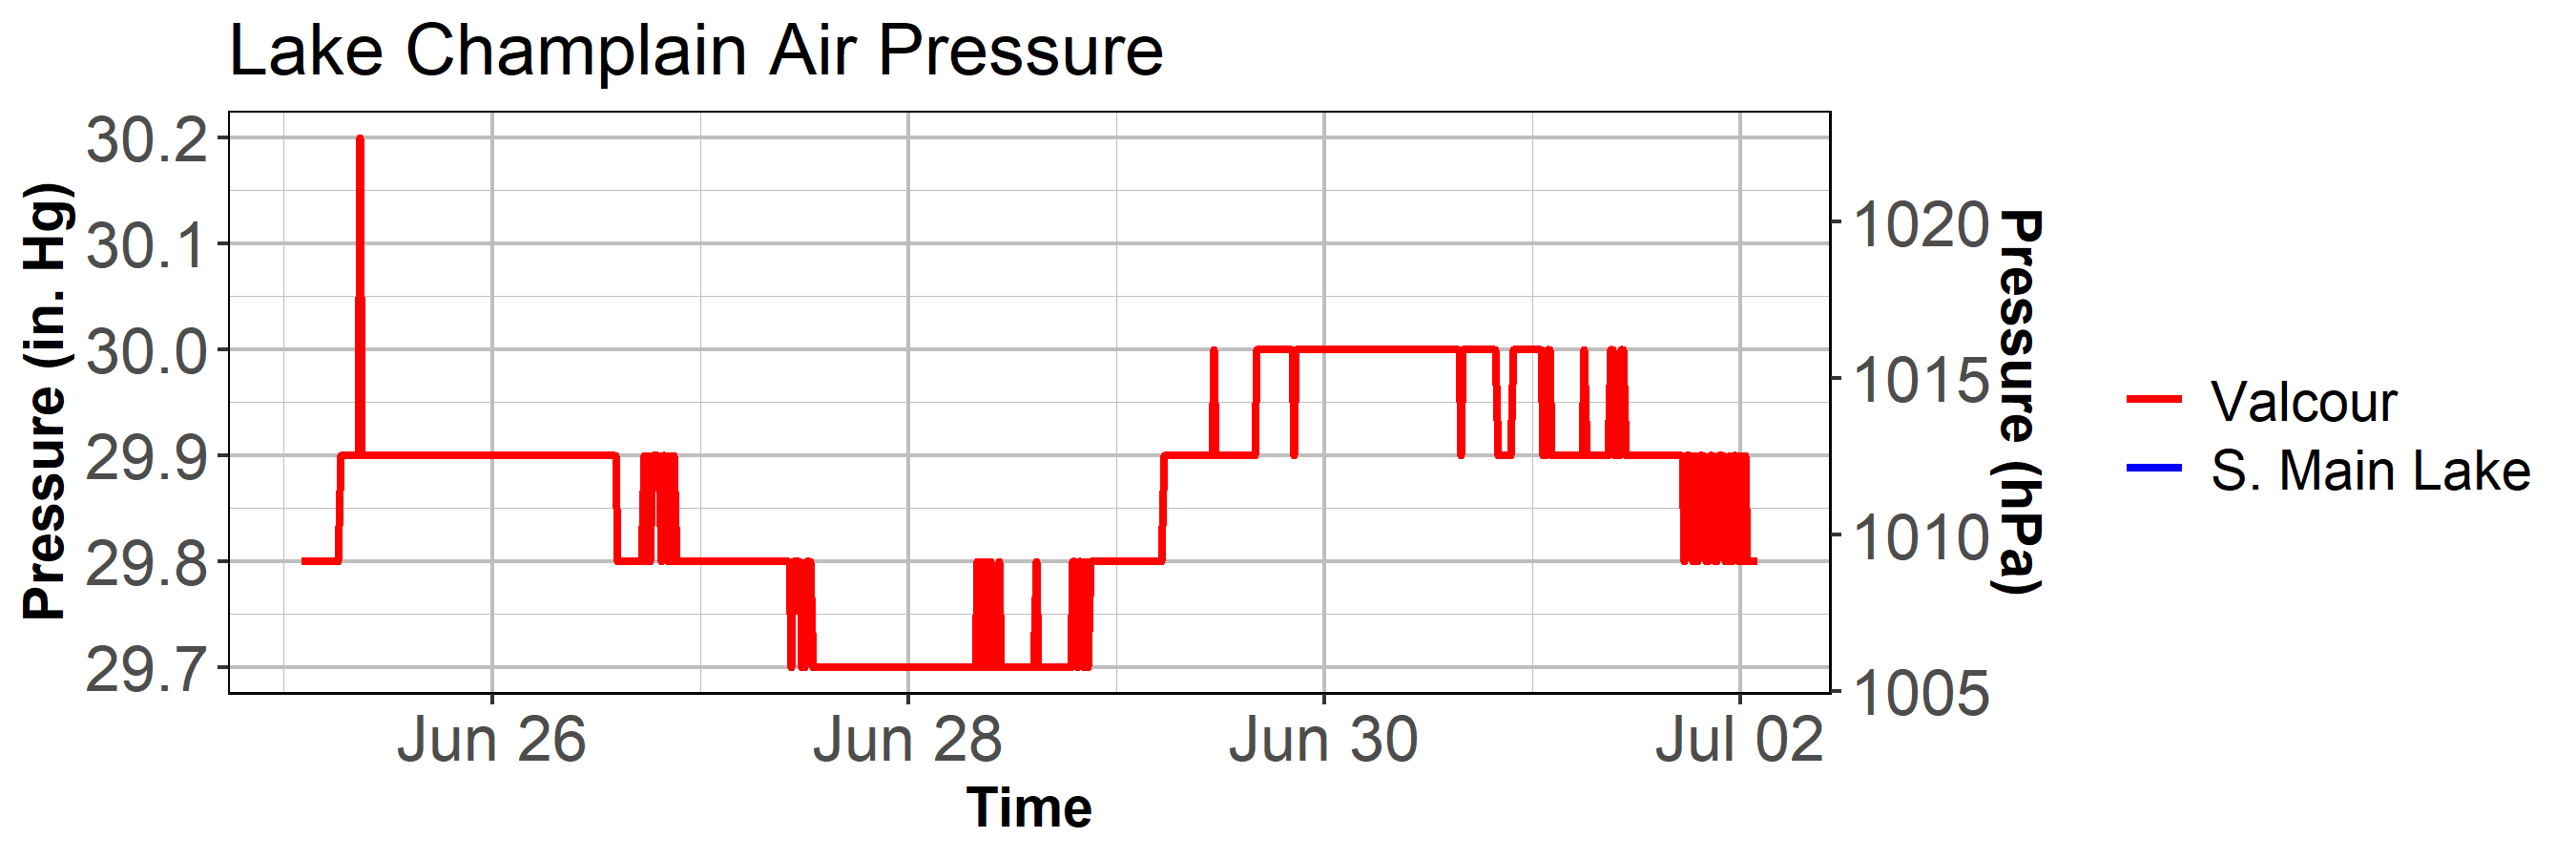 Lake Champlain Air Pressure
Pressure (in. Hg)
30.2
30.1
30.0
29.9
29.8
29.7
1020
1015
1010
1005
Pressure (hPa)
Jun 26
Jun 28
Jun 30
Jul 02
Time
Valcour
S. Main Lake